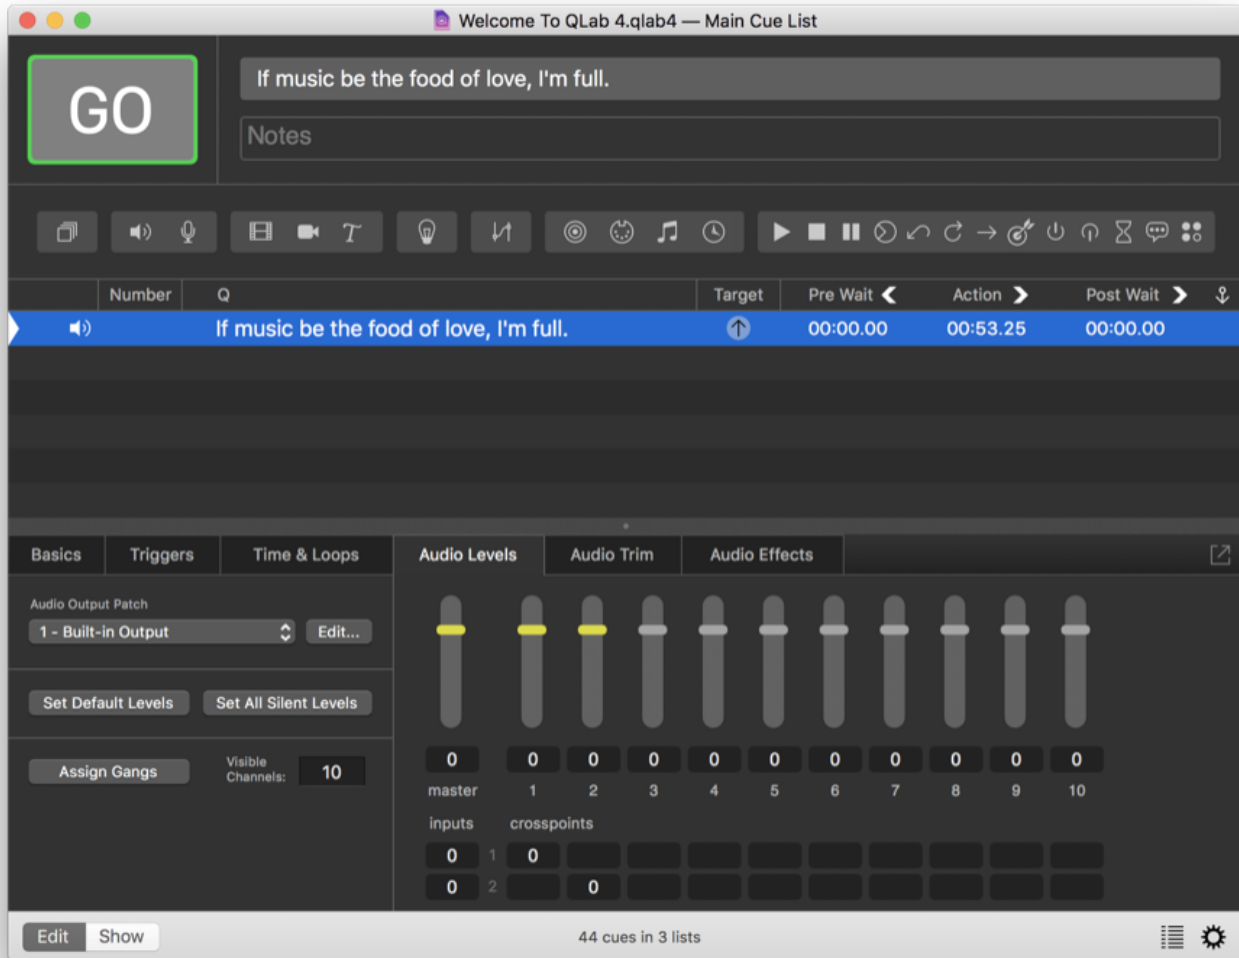 Welcome To QLab 4.qlab4 — Main Cue List
GO
If music be the food of love, I'm full.
Notes
Number Q Target Pre Wait Action Post Wait
If music be the food of love, I'm full. 00:00.00 00:53.25 00:00.00
Basics Triggers Time & Loops Audio Levels Audio Trim Audio Effects
Audio Output Patch
1 - Built-in Output Edit...
Set Default Levels Set All Silent Levels
Assign Gangs Visible Channels: 10
0 0 0 0 0 0 0 0 0 0 0
master 1 2 3 4 5 6 7 8 9 10
inputs crosspoints
0 1 0
0 2 0
Edit Show 44 cues in 3 lists